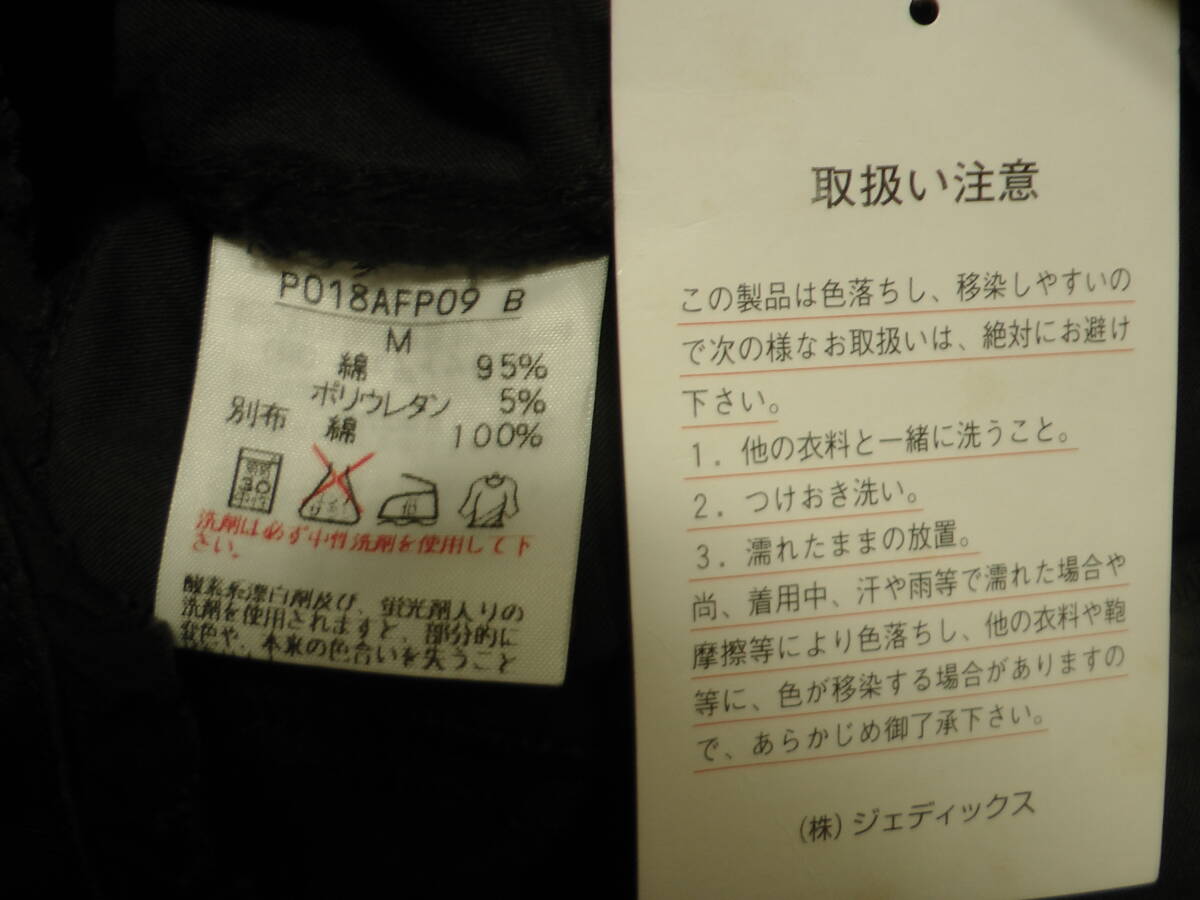 P018AFP09 B
M
綿 95%
ポリウレタン 5%
別布 綿 100%
30
中性
洗剤は必ず中性洗剤を使用して下
さい。
酸素系漂白剤及び、蛍光剤入りの
洗剤を使用されますと、部分的に
変色や、本来の色合いを失うこと
取扱い注意
この製品は色落ちし、移染しやすいの
で次の様なお取扱いは、絶対にお避け
下さい。
1．他の衣料と一緒に洗うこと。
2．つけおき洗い。
3．濡れたままの放置。
尚、着用中、汗や雨等で濡れた場合や
摩擦等により色落ちし、他の衣料や鞄
等に、色が移染する場合がありますの
で、あらかじめ御了承下さい。
(株)ジェディックス